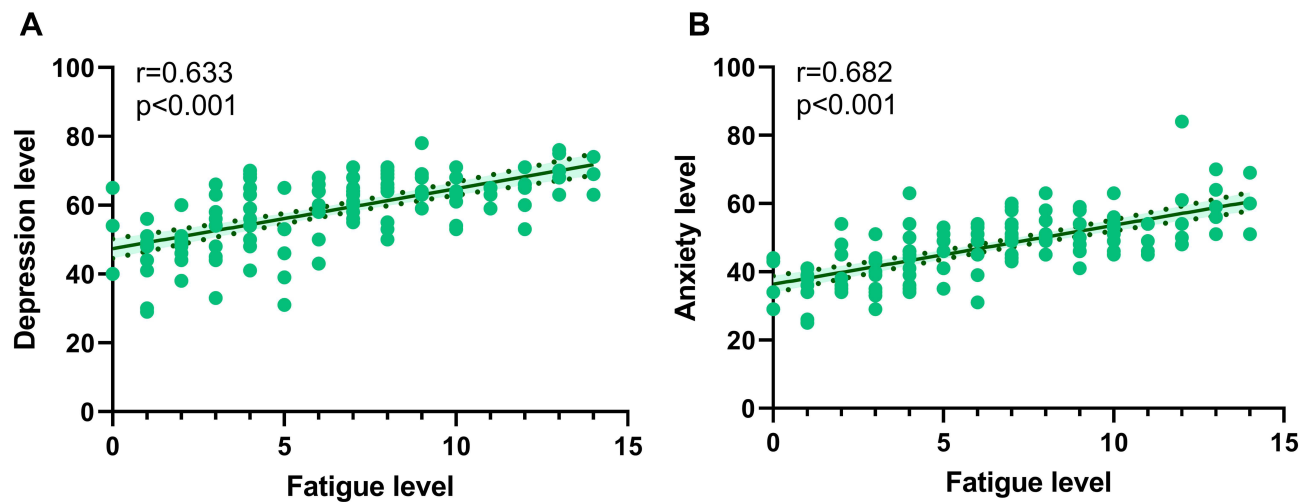 A
r=0.633
p<0.001
100
80
60
40
20
0
Depression level
0 5 10 15
Fatigue level
B
r=0.682
p<0.001
100
80
60
40
20
0
Anxiety level
0 5 10 15
Fatigue level